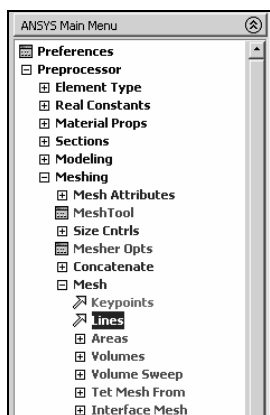 ANSYS Main Menu
Preferences
Preprocessor
Element Type
Real Constants
Material Props
Sections
Modeling
Meshing
Mesh Attributes
MeshTool
Size Cntrls
Mesher Opts
Concatenate
Mesh
Keypoints
Lines
Areas
Volumes
Volume Sweep
Tet Mesh From
Interface Mesh